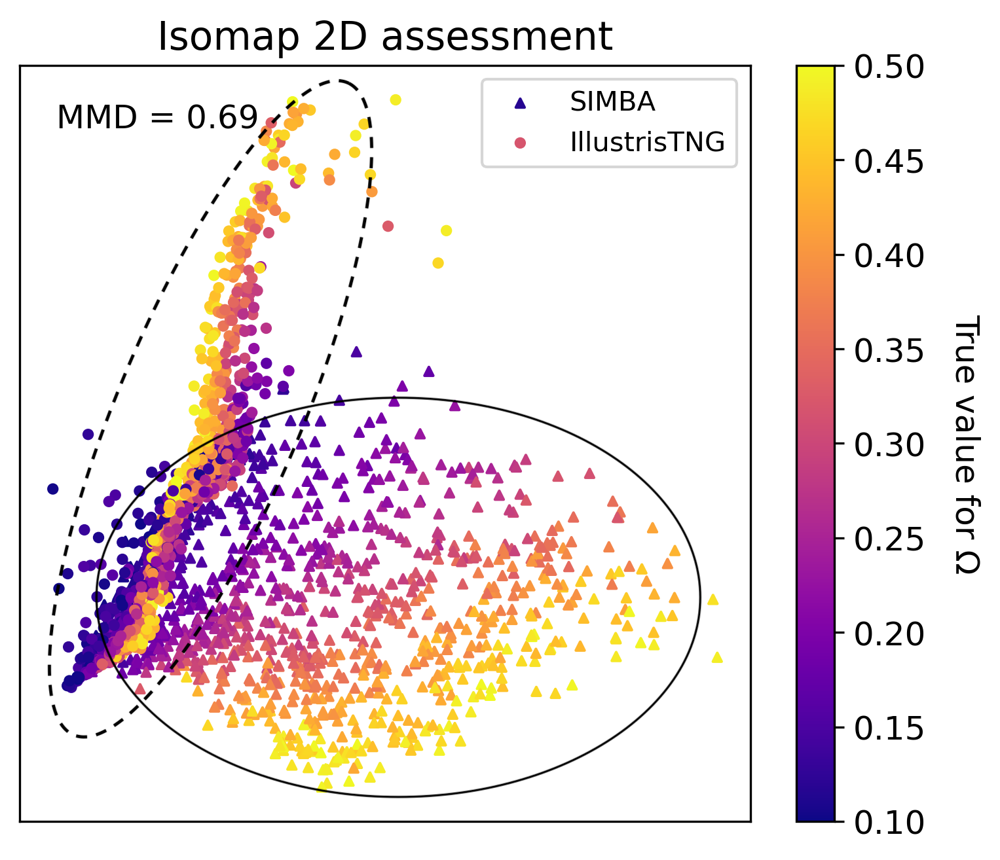 Isomap 2D assessment
MMD = 0.69
SIMBA
IllustrisTNG
0.50
0.45
0.40
0.35
0.30
0.25
0.20
0.15
0.10
True value for Ω